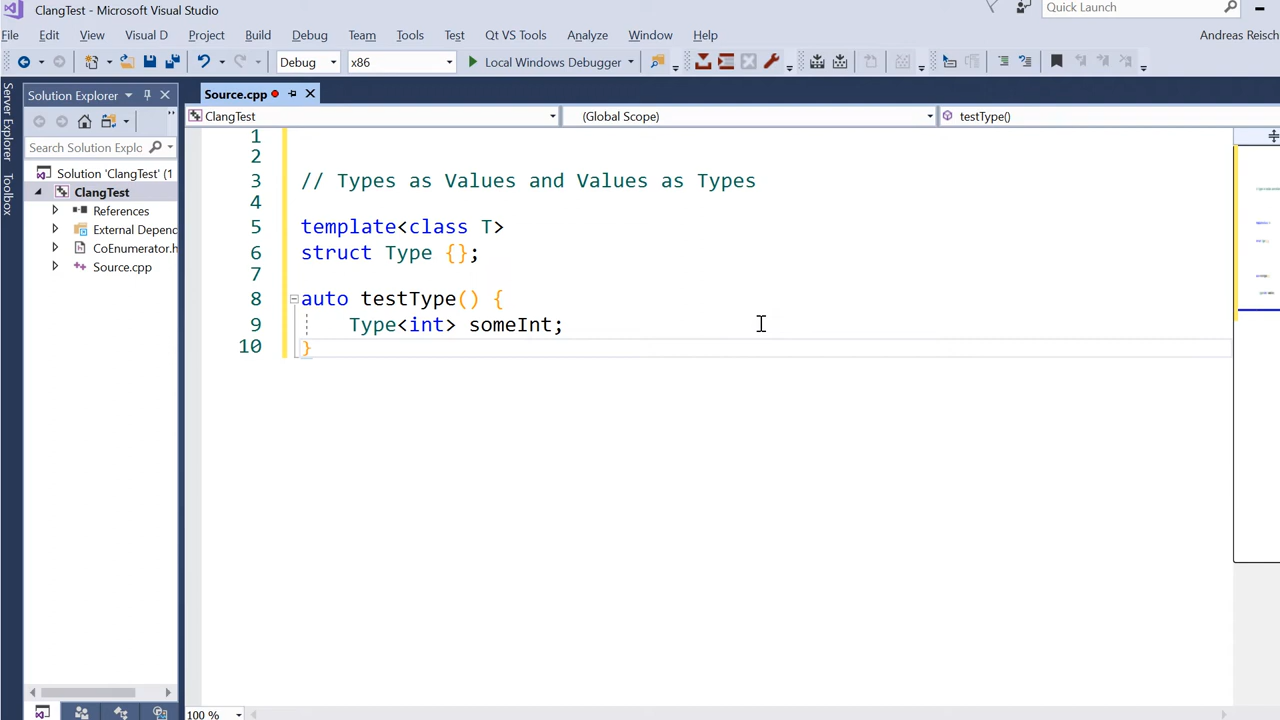 ClangTest - Microsoft Visual Studio
Quick Launch
File Edit View Visual D Project Build Debug Team Tools Test Qt VS Tools Analyze Window Help
Andreas Reisch
Debug x86 Local Windows Debugger
Server Explorer
Toolbox
Solution Explorer
Search Solution Explo
Solution 'ClangTest' (1
ClangTest
References
External Depenc
CoEnumerator.h
Source.cpp
Source.cpp
ClangTest (Global Scope) testType()
1
2
3 // Types as Values and Values as Types
4
5 template<class T>
6 struct Type {};
7
8 auto testType() {
9 Type<int> someInt;
10 }
100 %